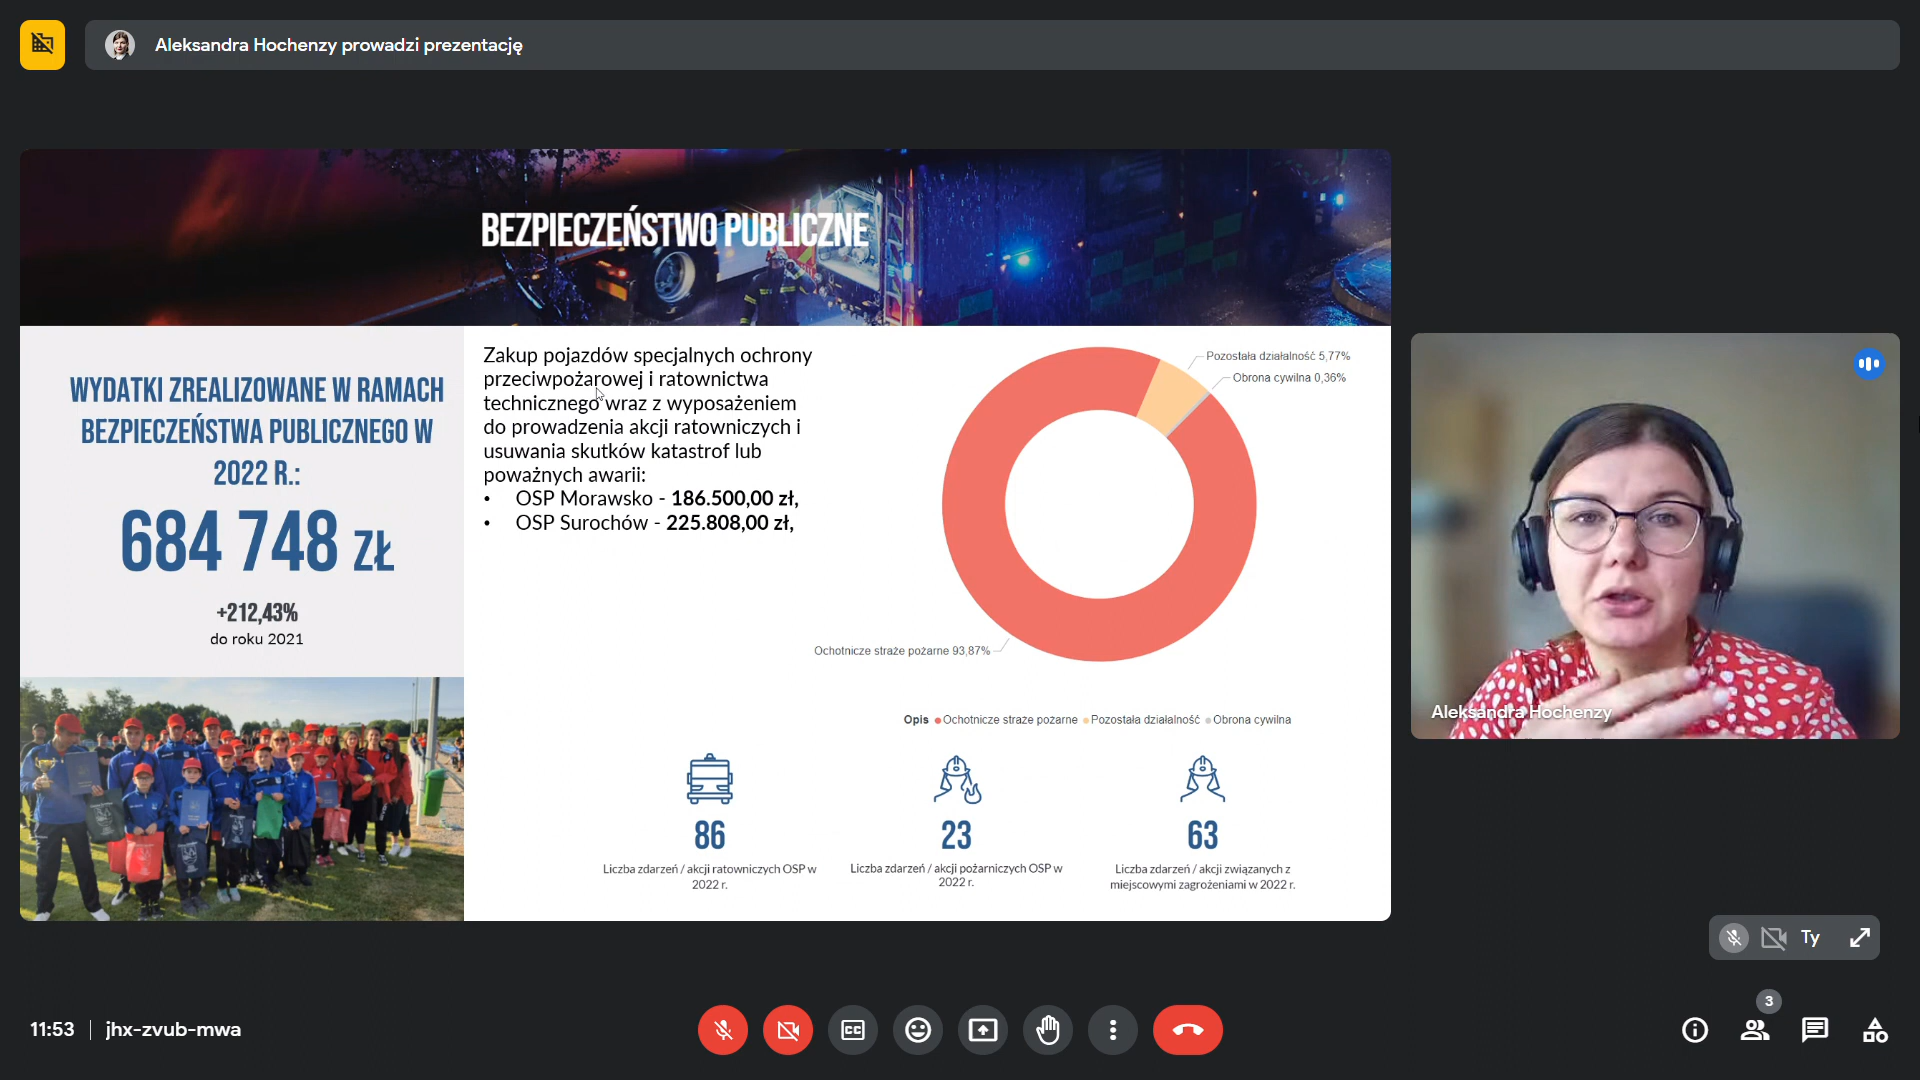 Aleksandra Hochenzy prowadzi prezentację
BEZPIECZEŃSTWO PUBLICZNE
WYDATKI ZREALIZOWANE W RAMACH
BEZPIECZEŃSTWA PUBLICZNEGO W
2022 R.:
684 748 ZŁ
+212,43%
do roku 2021
Zakup pojazdów specjalnych ochrony
przeciwpożarowej i ratownictwa
technicznego wraz z wyposażeniem
do prowadzenia akcji ratowniczych i
usuwania skutków katastrof lub
poważnych awarii:
• OSP Morawsko - 186.500,00 zł,
• OSP Surochów - 225.808,00 zł,
Pozostała działalność 5,77%
Obrona cywilna 0,36%
Ochotnicze straże pożarne 93,87%
Opis Ochotnicze straże pożarne Pozostała działalność Obrona cywilna
86
Liczba zdarzeń / akcji ratowniczych OSP w
2022 r.
23
Liczba zdarzeń / akcji pożarniczych OSP w
2022 r.
63
Liczba zdarzeń / akcji związanych z
miejscowymi zagrożeniami w 2022 r.
Aleksandra Hochenzy
Ty
3
11:53 | jhx-zvub-mwa
CC